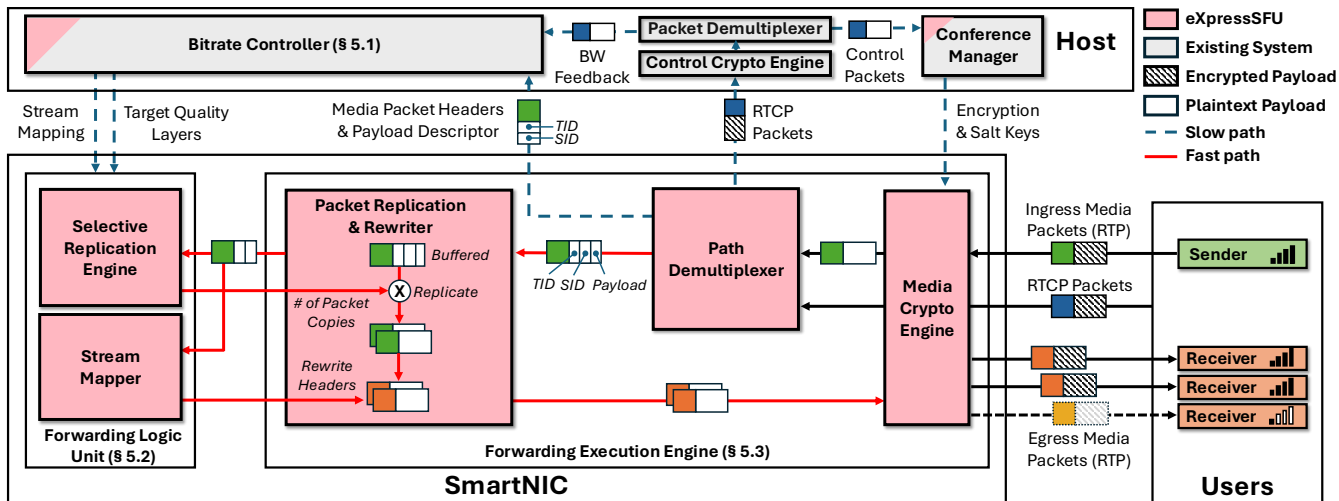 Bitrate Controller (§ 5.1)
BW
Feedback
Packet Demultiplexer
Control Crypto Engine
Control
Packets
Conference
Manager
Host
eXpressSFU
Existing System
Encrypted Payload
Plaintext Payload
Slow path
Fast path
Stream
Mapping
Target Quality
Layers
Media Packet Headers
& Payload Descriptor
TID
SID
RTCP
Packets
Encryption
& Salt Keys
Selective
Replication
Engine
Stream
Mapper
Forwarding Logic
Unit (§ 5.2)
Packet Replication
& Rewriter
Buffered
X
Replicate
# of Packet
Copies
Rewrite
Headers
TID SID Payload
Path
Demultiplexer
Media
Crypto
Engine
Forwarding Execution Engine (§ 5.3)
SmartNIC
Ingress Media
Packets (RTP)
RTCP Packets
Egress Media
Packets (RTP)
Sender
Receiver
Receiver
Receiver
Users